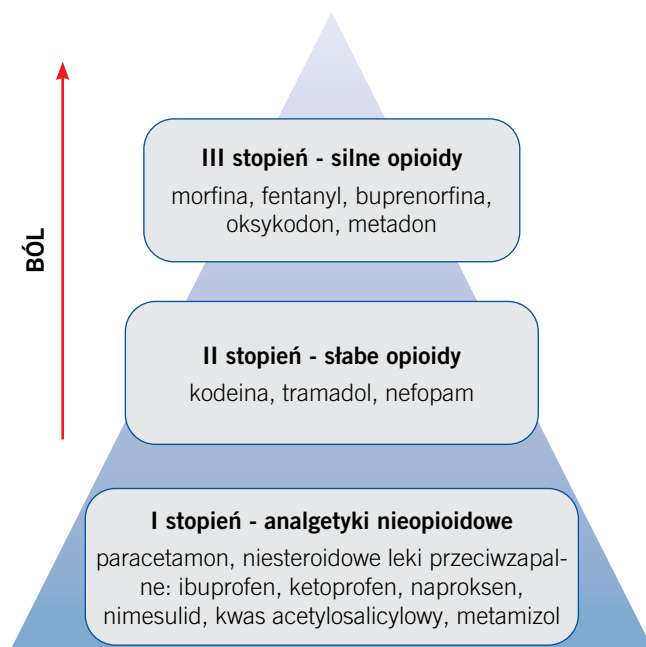 BÓL
III stopień - silne opioidy
morfina, fentanyl, buprenorfina,
oksykodon, metadon
II stopień - słabe opioidy
kodeina, tramadol, nefopam
I stopień - analgetyki nieopioidowe
paracetamon, niesteroidowe leki przeciwzapal-
ne: ibuprofen, ketoprofen, naproksen,
nimesulid, kwas acetylosalicylowy, metamizol